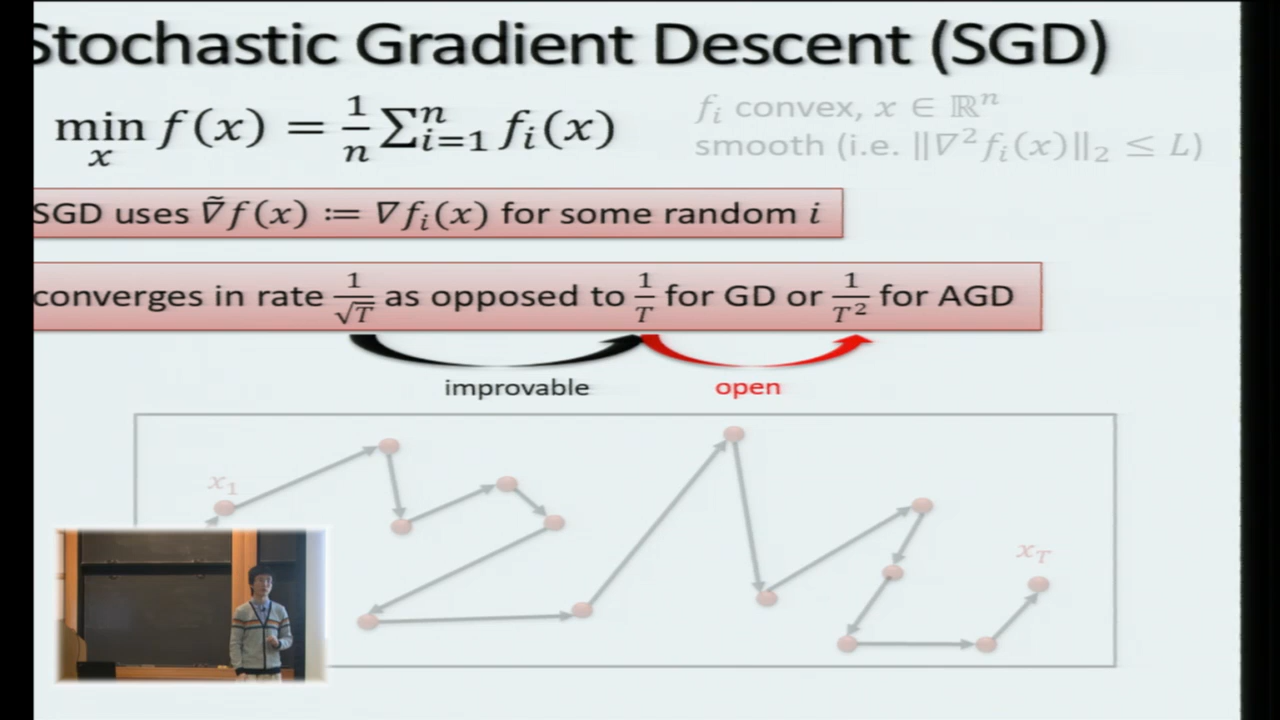 Stochastic Gradient Descent (SGD)
min_x f(x) = 1/n ∑_{i=1}^n f_i(x)
f_i convex, x ∈ ℝ^n
smooth (i.e. ‖∇²f_i(x)‖₂ ≤ L)
SGD uses ∇̃f(x) := ∇f_i(x) for some random i
converges in rate 1/√T as opposed to 1/T for GD or 1/T² for AGD
improvable
open
x_1
x_T